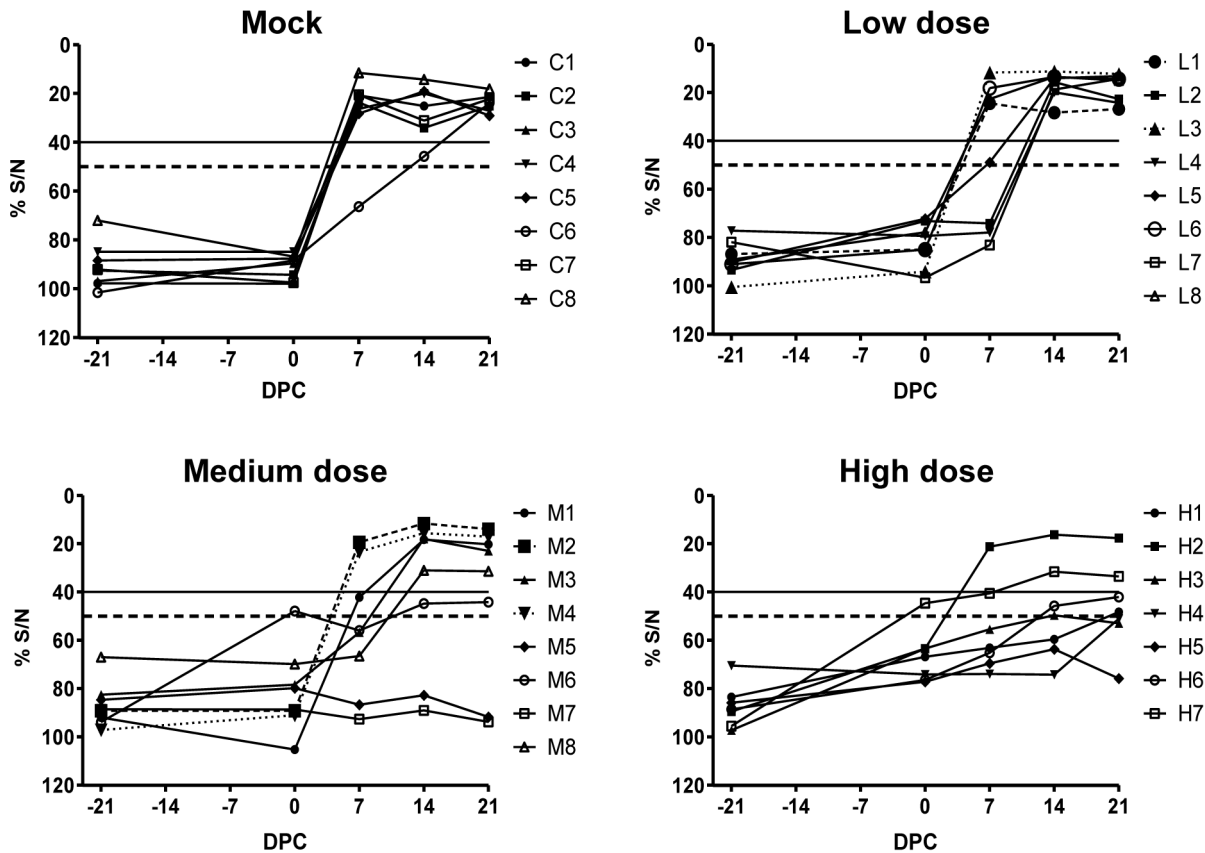 Mock
% S/N
0
20
40
60
80
100
120
-21 -14 -7 0 7 14 21
DPC
C1
C2
C3
C4
C5
C6
C7
C8
Low dose
% S/N
0
20
40
60
80
100
120
-21 -14 -7 0 7 14 21
DPC
L1
L2
L3
L4
L5
L6
L7
L8
Medium dose
% S/N
0
20
40
60
80
100
120
-21 -14 -7 0 7 14 21
DPC
M1
M2
M3
M4
M5
M6
M7
M8
High dose
% S/N
0
20
40
60
80
100
120
-21 -14 -7 0 7 14 21
DPC
H1
H2
H3
H4
H5
H6
H7